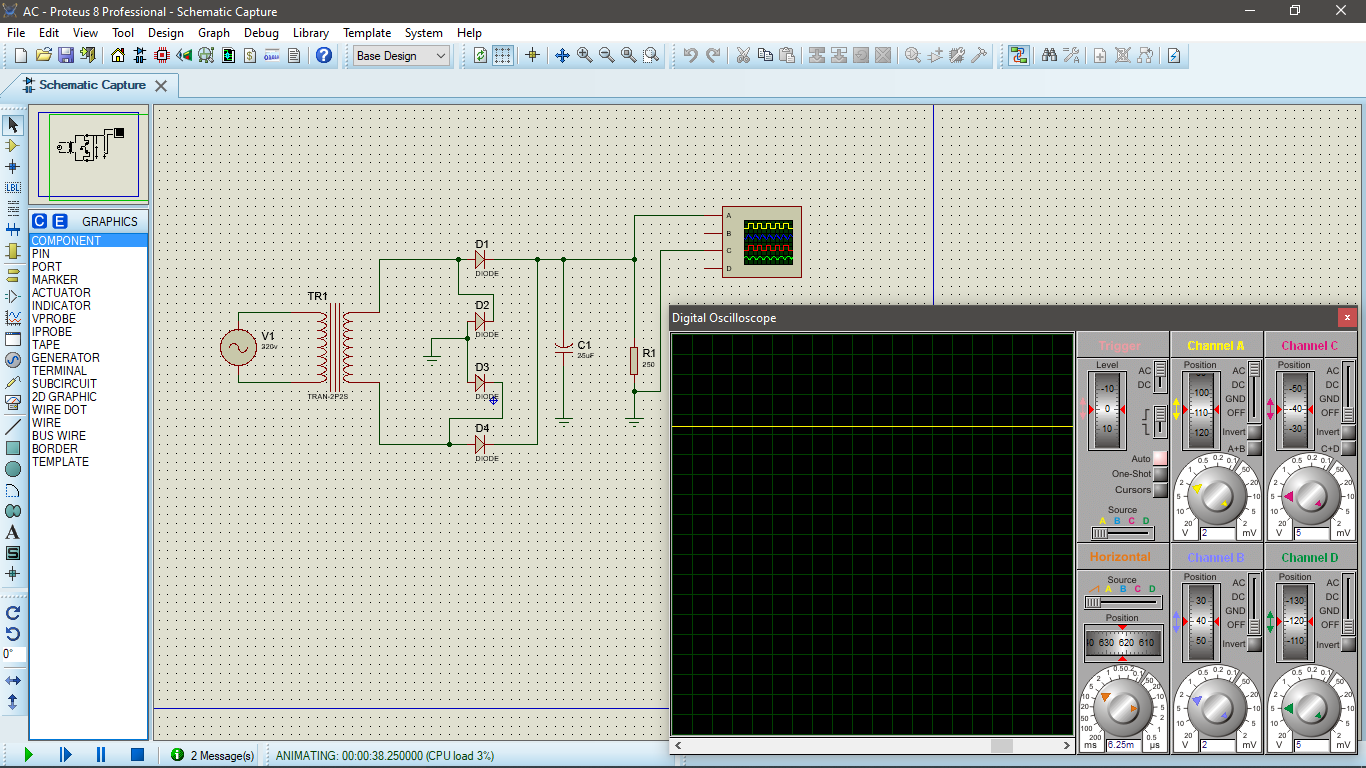 AC - Proteus 8 Professional - Schematic Capture
File Edit View Tool Design Graph Debug Library Template System Help
Base Design
Schematic Capture
LBL
C E GRAPHICS
COMPONENT
PIN
PORT
MARKER
ACTUATOR
INDICATOR
VPROBE
IPROBE
TAPE
GENERATOR
TERMINAL
SUBCIRCUIT
2D GRAPHIC
WIRE DOT
WIRE
BUS WIRE
BORDER
TEMPLATE
A
S
0°
V1
TR1
TRAN-2P2S
D1
DIODE
D2
DIODE
D3
DIODE
D4
DIODE
C1
25uF
R1
250
A
B
C
D
Digital Oscilloscope
Trigger
Level
-10
0
10
AC
DC
Auto
One-Shot
Cursors
Source
A B C D
Channel A
Position
100
110
120
AC
DC
GND
OFF
Invert
A+B
V 2 mV
Channel C
Position
-50
-40
-30
AC
DC
GND
OFF
Invert
C+D
V 5 mV
Horizontal
Source
A B C D
Position
630 620 610
ms 6.25m µs
Channel B
Position
30
40
50
AC
DC
GND
OFF
Invert
V 2 mV
Channel D
Position
-130
-120
-110
AC
DC
GND
OFF
Invert
V 5 mV
2 Message(s)
ANIMATING: 00:00:38.250000 (CPU load 3%)